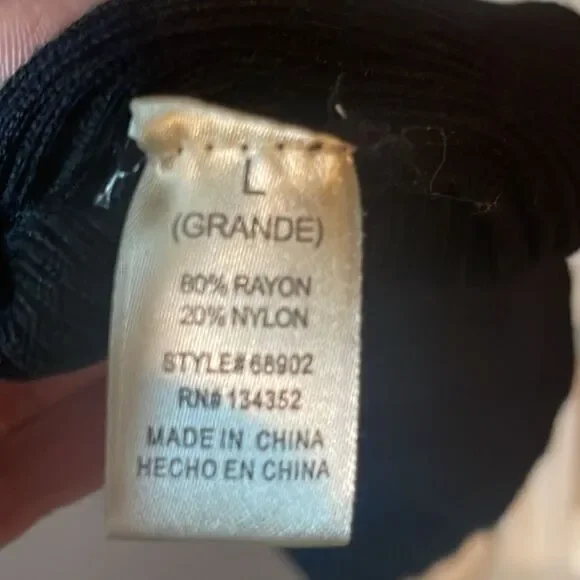 L
(GRANDE)
80% RAYON
20% NYLON
STYLE# 68902
RN# 134352
MADE IN CHINA
HECHO EN CHINA